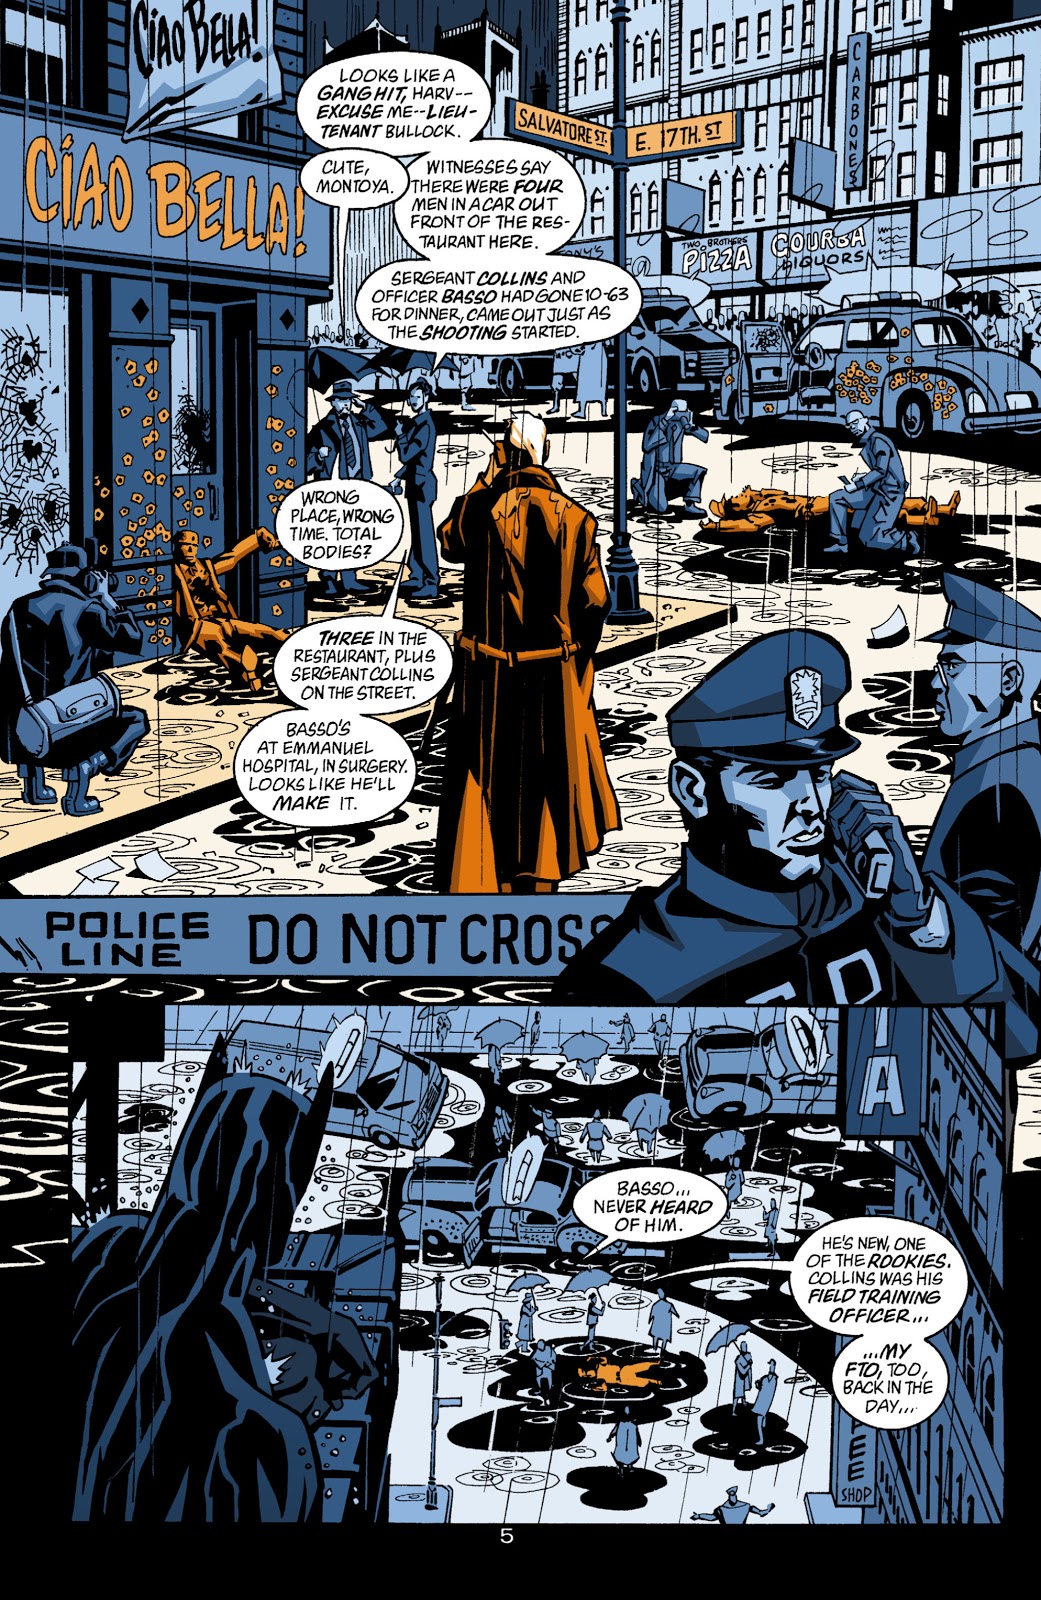 CIAO BELLA!
CIAO BELLA!
LOOKS LIKE A
GANG HIT, HARV--
EXCUSE ME--LIEU-
TENANT BULLOCK.
SALVATORE ST.
E. 17TH. ST
CARBONES
CUTE,
MONTOYA.
WITNESSES SAY
THERE WERE FOUR
MEN IN A CAR OUT
FRONT OF THE RES-
TAURANT HERE.
TWO BROTHERS
PIZZA
COURBA
LIQUORS
SERGEANT COLLINS AND
OFFICER BASSO HAD GONE 10-63
FOR DINNER, CAME OUT JUST AS
THE SHOOTING STARTED.
WRONG
PLACE, WRONG
TIME. TOTAL
BODIES?
THREE IN THE
RESTAURANT, PLUS
SERGEANT COLLINS
ON THE STREET.
BASSO'S
AT EMMANUEL
HOSPITAL, IN SURGERY.
LOOKS LIKE HE'LL
MAKE IT.
POLICE
LINE
DO NOT CROSS
BASSO...
NEVER HEARD
OF HIM.
HE'S NEW, ONE
OF THE ROOKIES.
COLLINS WAS HIS
FIELD TRAINING
OFFICER...
...MY
FTO, TOO,
BACK IN THE
DAY...
SHOP
5